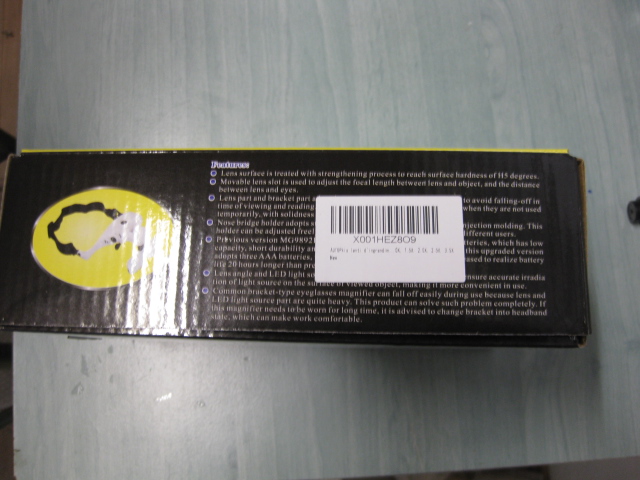 Features:
Lens surface is treated with strengthening process to reach surface hardness of H5 degrees.
Movable lens slot is used to adjust the focal length between lens and object, and the distance
between lens and eyes.
Lens part and bracket part to avoid falling-off in
time of viewing and reading when they are not used
temporarily, with solidness
Nose bridge holder adopts injection molding. This
holder can be adjusted different users.
Previous version which has low
capacity, short durability this upgraded version
adopts three AAA batteries, used to realize battery
life 20 hours longer than
Lens angle and LED light accurate irradia
tion of light source on the surface of viewed object, making it more convenient in use.
Common bracket-type eyeglasses magnifier can fall off easily during use because lens and
LED light source part are quite heavy. This product can solve such problem completely. If
this magnifier needs to be worn for long time, it is advised to change bracket into headband
state, which can make work comfortable.
X001HEZ8O9
New